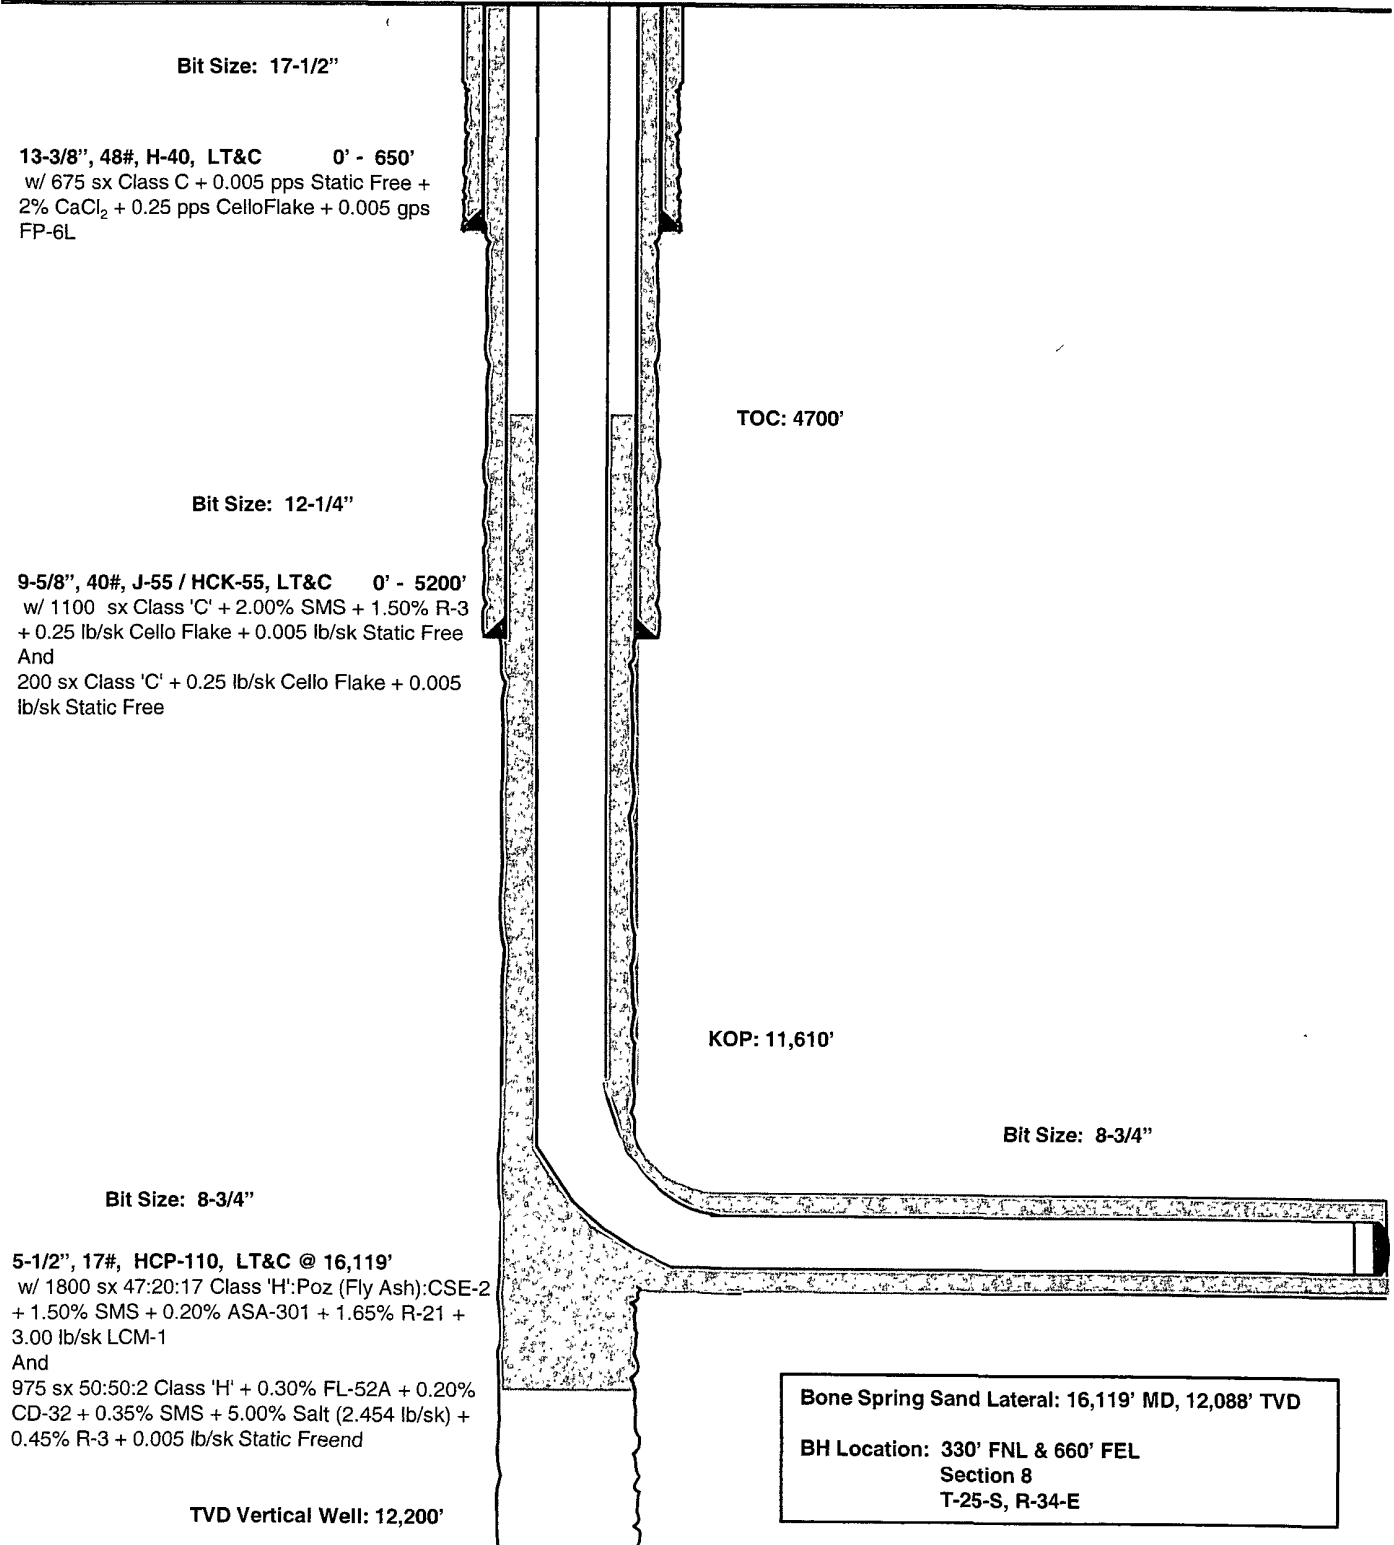 Bit Size: 17-1/2”
13-3/8”, 48#, H-40, LT&C 0’ - 650’
w/ 675 sx Class C + 0.005 pps Static Free +
2% CaCl₂ + 0.25 pps CelloFlake + 0.005 gps
FP-6L
TOC: 4700’
Bit Size: 12-1/4”
9-5/8”, 40#, J-55 / HCK-55, LT&C 0’ - 5200’
w/ 1100 sx Class 'C' + 2.00% SMS + 1.50% R-3
+ 0.25 lb/sk Cello Flake + 0.005 lb/sk Static Free
And
200 sx Class 'C' + 0.25 lb/sk Cello Flake + 0.005
lb/sk Static Free
KOP: 11,610’
Bit Size: 8-3/4”
Bit Size: 8-3/4”
5-1/2”, 17#, HCP-110, LT&C @ 16,119’
w/ 1800 sx 47:20:17 Class 'H':Poz (Fly Ash):CSE-2
+ 1.50% SMS + 0.20% ASA-301 + 1.65% R-21 +
3.00 lb/sk LCM-1
And
975 sx 50:50:2 Class 'H' + 0.30% FL-52A + 0.20%
CD-32 + 0.35% SMS + 5.00% Salt (2.454 lb/sk) +
0.45% R-3 + 0.005 lb/sk Static Freend
TVD Vertical Well: 12,200’
Bone Spring Sand Lateral: 16,119’ MD, 12,088’ TVD
BH Location: 330’ FNL & 660’ FEL
Section 8
T-25-S, R-34-E